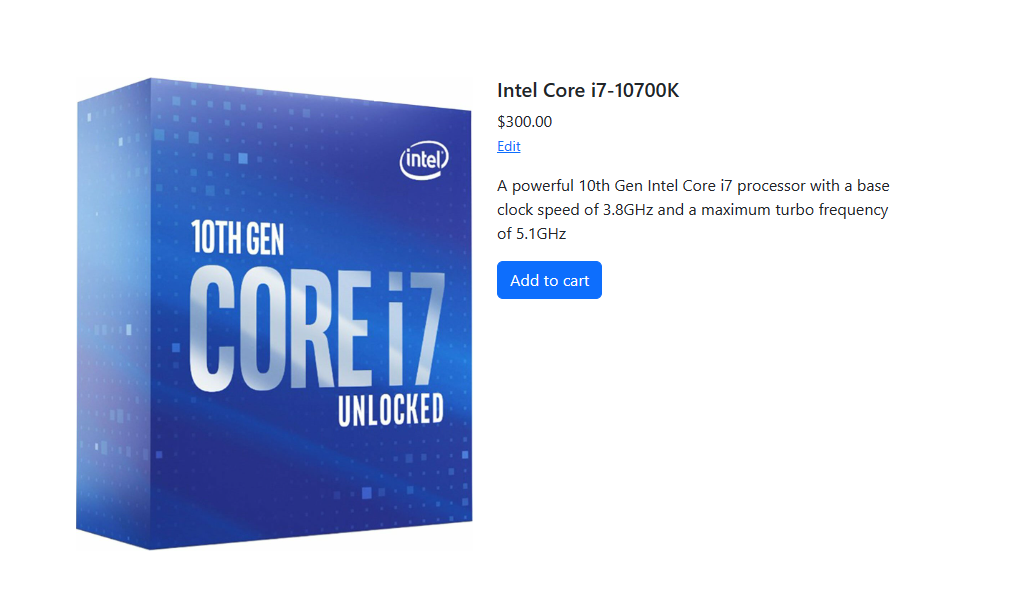 intel
10TH GEN
CORE i7
UNLOCKED
Intel Core i7-10700K
$300.00
Edit
A powerful 10th Gen Intel Core i7 processor with a base
clock speed of 3.8GHz and a maximum turbo frequency
of 5.1GHz
Add to cart